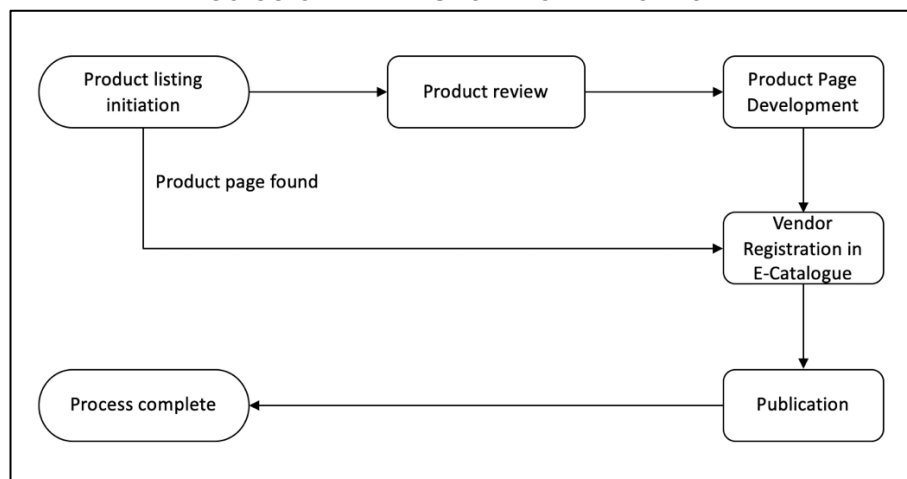 Product listing
initiation
Product review
Product Page
Development
Product page found
Vendor
Registration in
E-Catalogue
Process complete
Publication